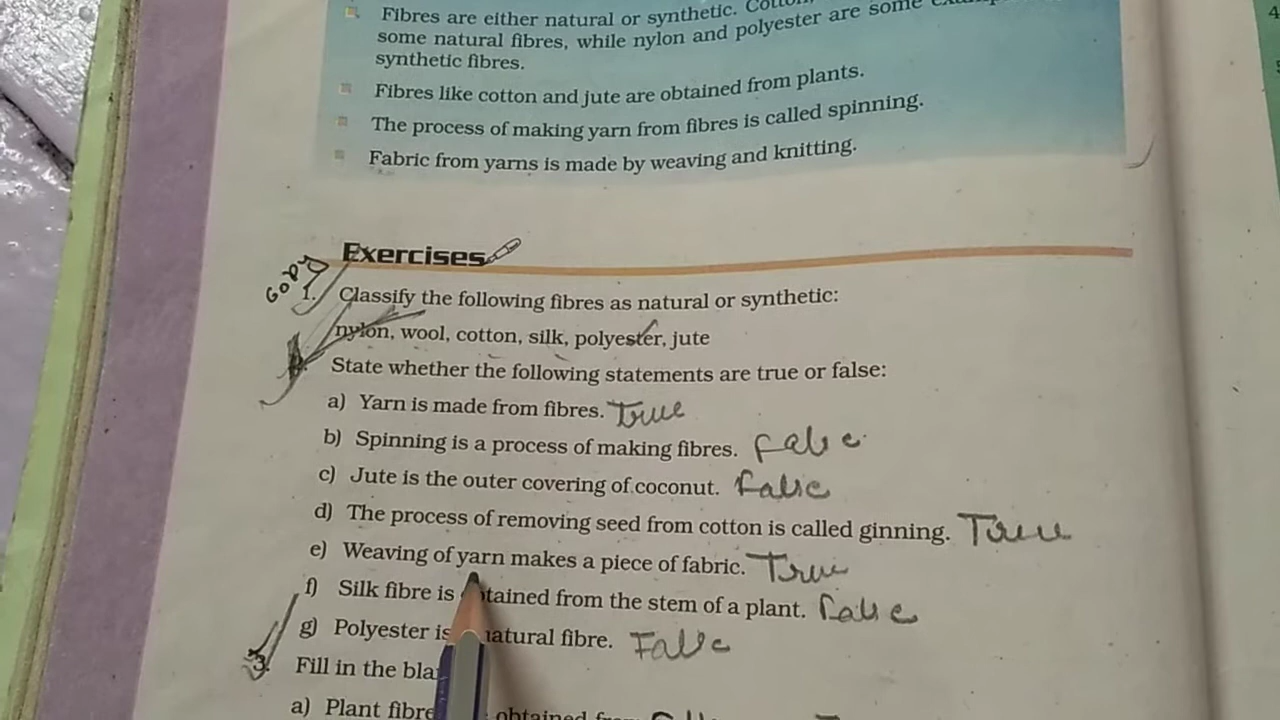 Fibres are either natural or synthetic.
some natural fibres, while nylon and polyester are some
synthetic fibres.
Fibres like cotton and jute are obtained from plants.
The process of making yarn from fibres is called spinning.
Fabric from yarns is made by weaving and knitting.
Exercises
1. Classify the following fibres as natural or synthetic:
nylon, wool, cotton, silk, polyester, jute
State whether the following statements are true or false:
a) Yarn is made from fibres. True
b) Spinning is a process of making fibres. False
c) Jute is the outer covering of coconut. False
d) The process of removing seed from cotton is called ginning. True
e) Weaving of yarn makes a piece of fabric. True
f) Silk fibre is obtained from the stem of a plant. False
g) Polyester is natural fibre. False
3. Fill in the
a) Plant obtained
4